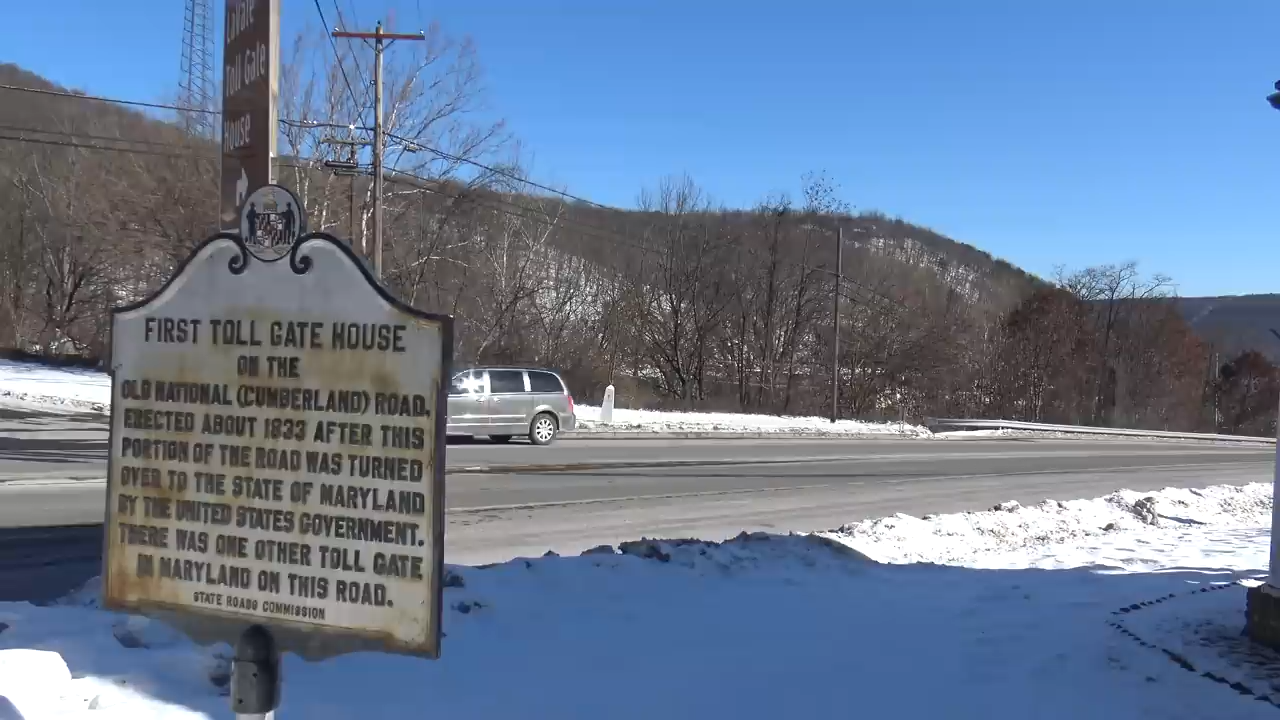 LaVale
Toll Gate
House
FIRST TOLL GATE HOUSE
ON THE
OLD NATIONAL (CUMBERLAND) ROAD.
ERECTED ABOUT 1833 AFTER THIS
PORTION OF THE ROAD WAS TURNED
OVER TO THE STATE OF MARYLAND
BY THE UNITED STATES GOVERNMENT.
THERE WAS ONE OTHER TOLL GATE
IN MARYLAND ON THIS ROAD.
STATE ROADS COMMISSION